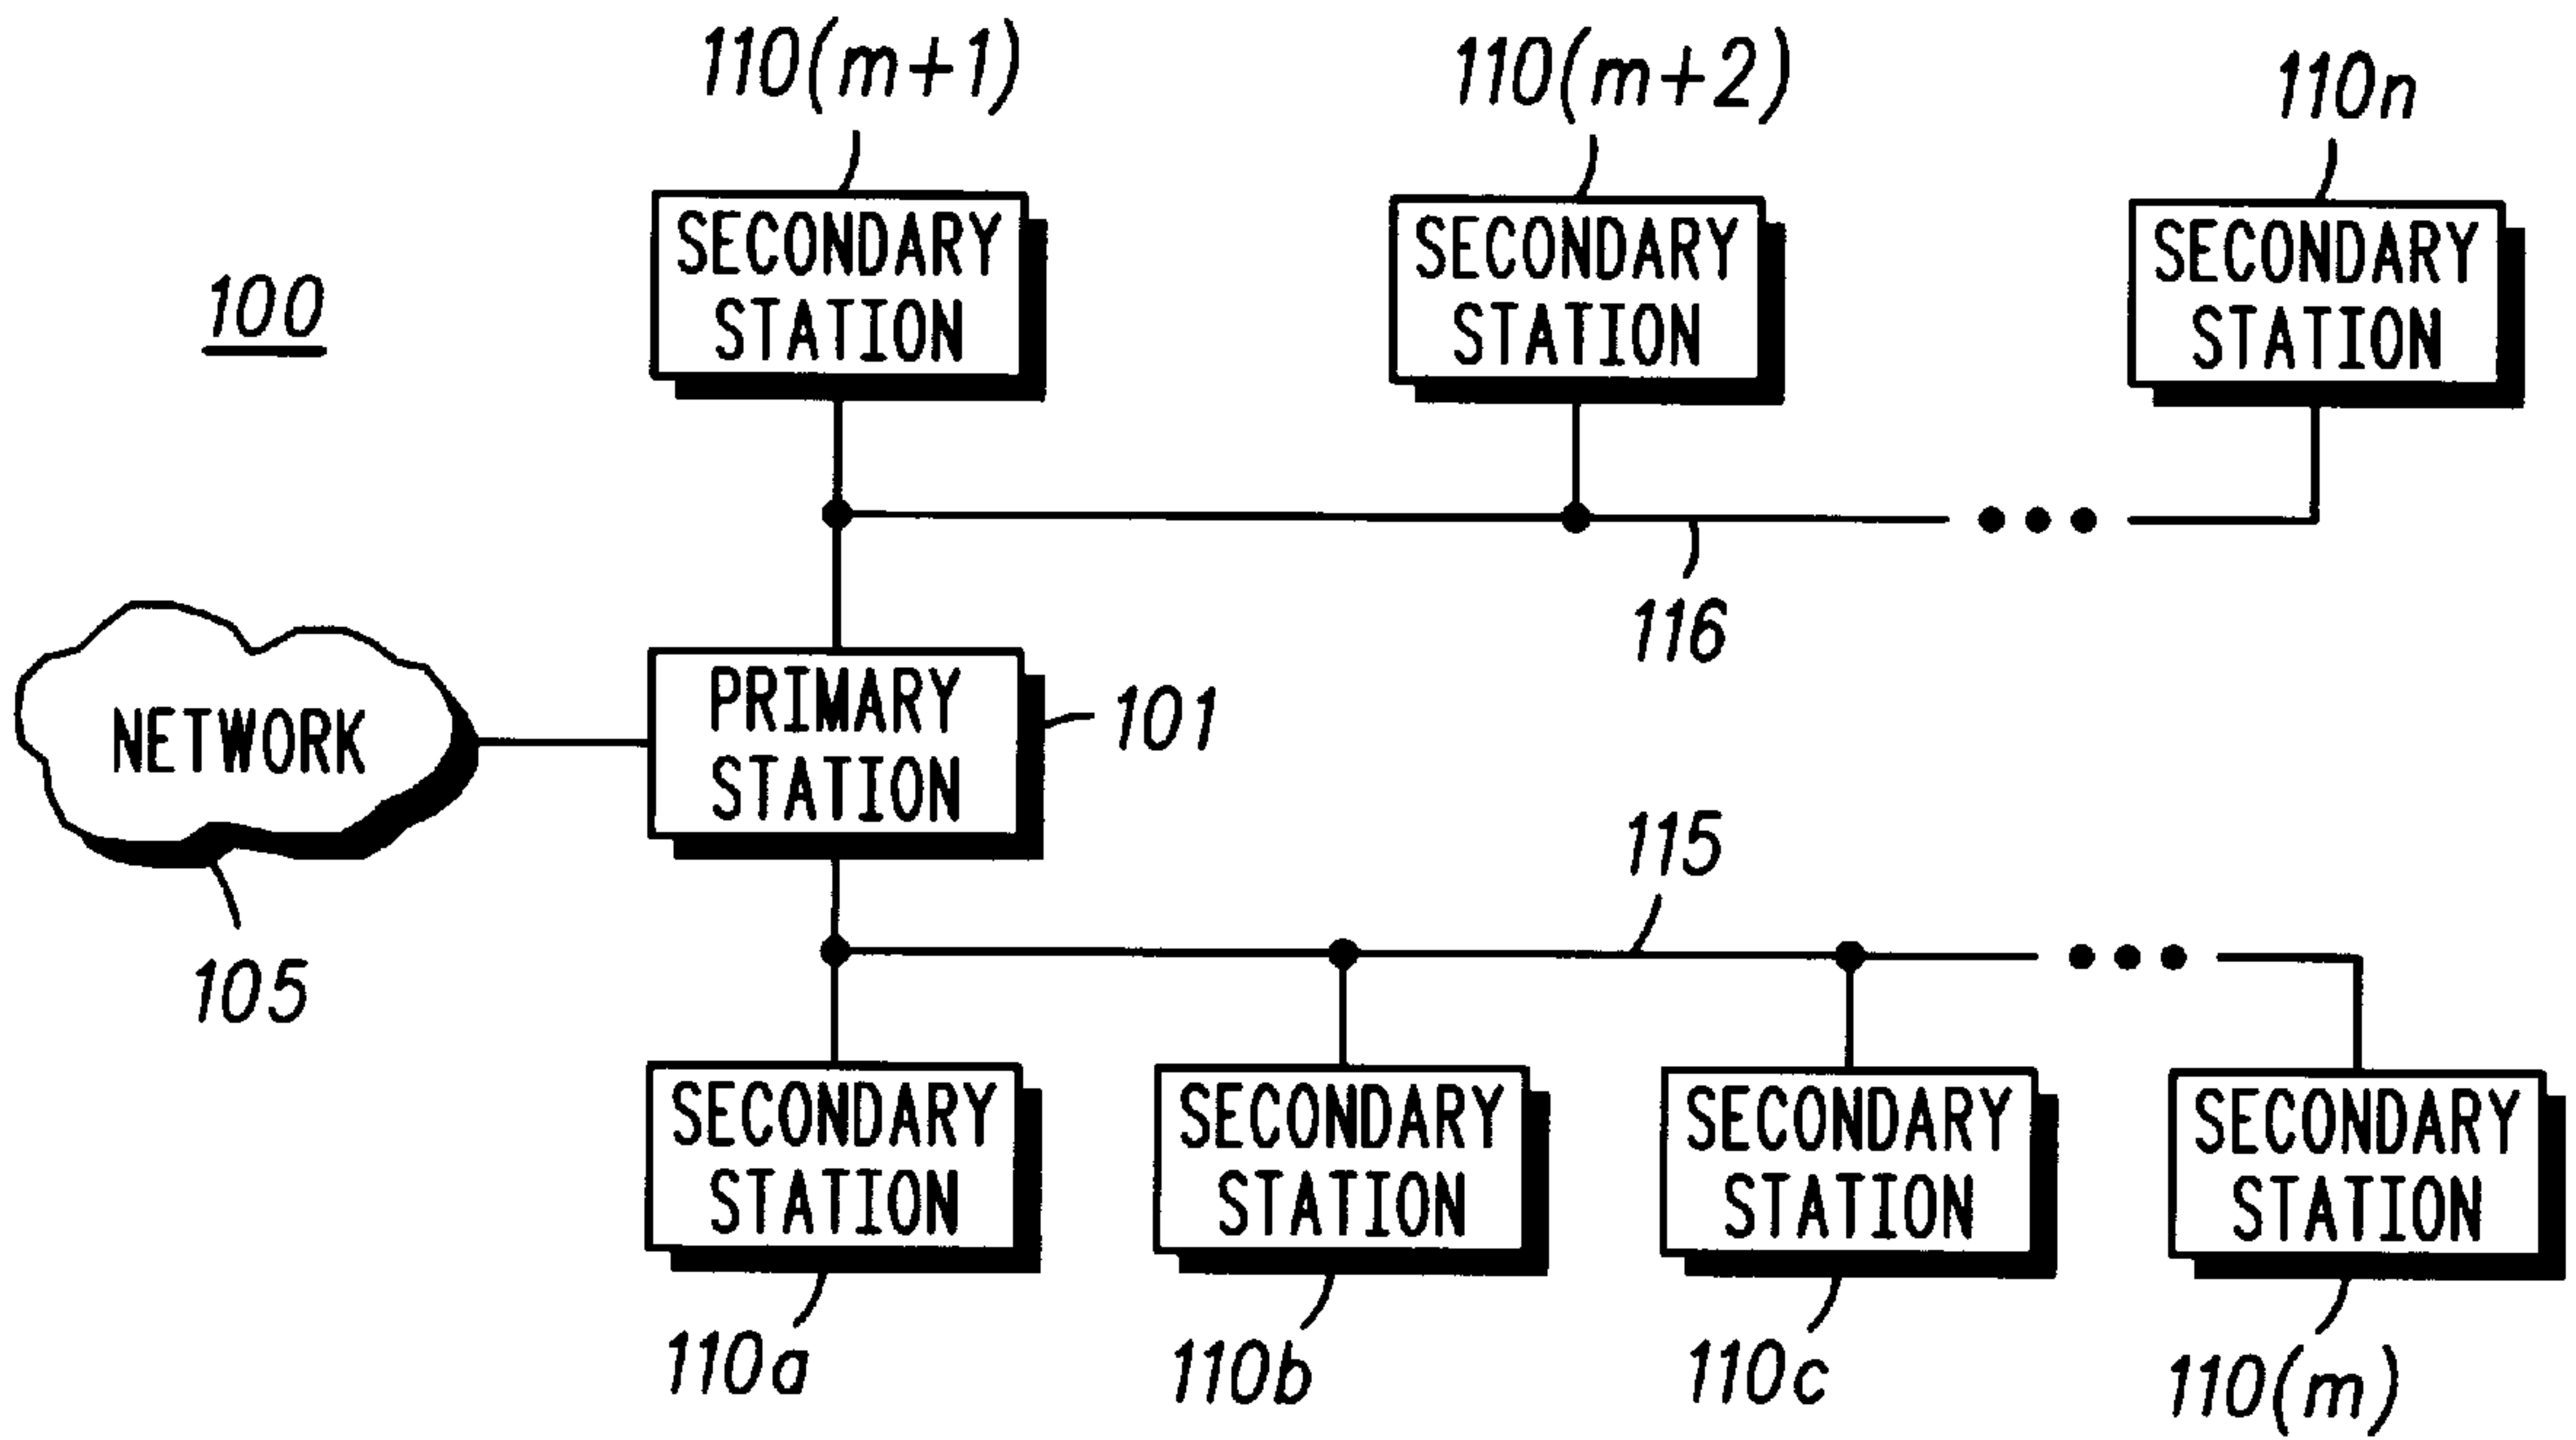 110(m+1)
110(m+2)
110n
SECONDARY
STATION
SECONDARY
STATION
SECONDARY
STATION
100
116
NETWORK
PRIMARY
STATION
101
115
105
SECONDARY
STATION
SECONDARY
STATION
SECONDARY
STATION
SECONDARY
STATION
110a
110b
110c
110(m)